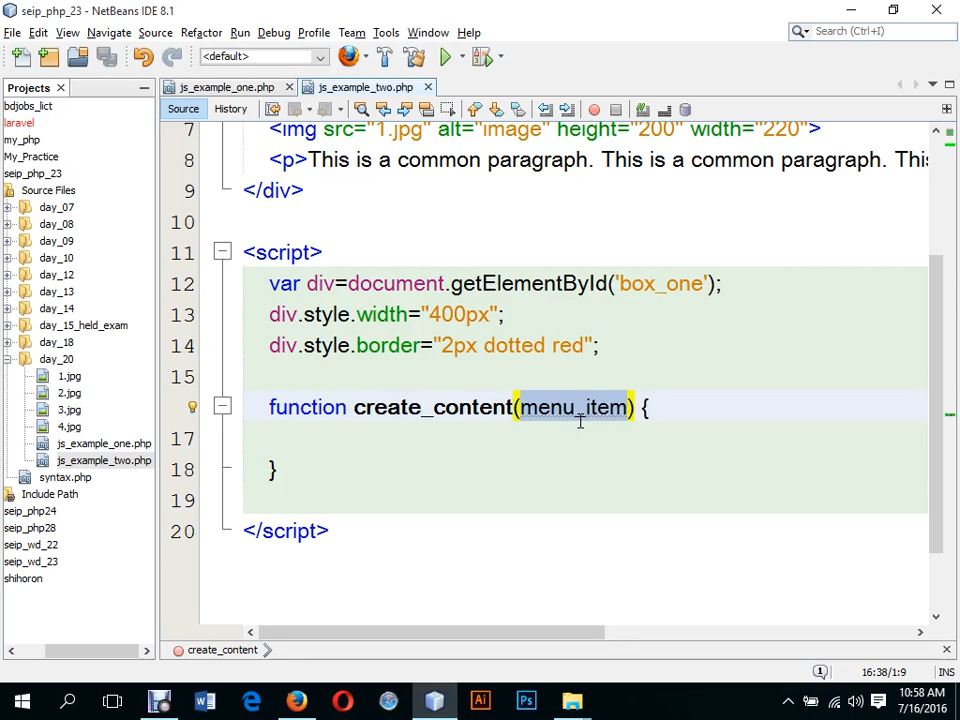 seip_php_23 - NetBeans IDE 8.1
File Edit View Navigate Source Refactor Run Debug Profile Team Tools Window Help
Search (Ctrl+I)
<default>
Projects
js_example_one.php
js_example_two.php
Source History
bdjobs_lict
laravel
my_php
My_Practice
seip_php_23
Source Files
day_07
day_08
day_09
day_10
day_12
day_13
day_14
day_15_held_exam
day_18
day_20
1.jpg
2.jpg
3.jpg
4.jpg
js_example_one.php
js_example_two.php
syntax.php
Include Path
seip_php24
seip_php28
seip_wd_22
seip_wd_23
shihoron
7 <img src="1.jpg" alt="image" height="200" width="220">
8 <p>This is a common paragraph. This is a common paragraph. This
9 </div>
10
11 <script>
12 var div=document.getElementById('box_one');
13 div.style.width="400px";
14 div.style.border="2px dotted red";
15
function create_content(menu_item) {
17
18 }
19
20 </script>
create_content
1
16:38/1:9
INS
W
e
Ai
Ps
10:58 AM
7/16/2016